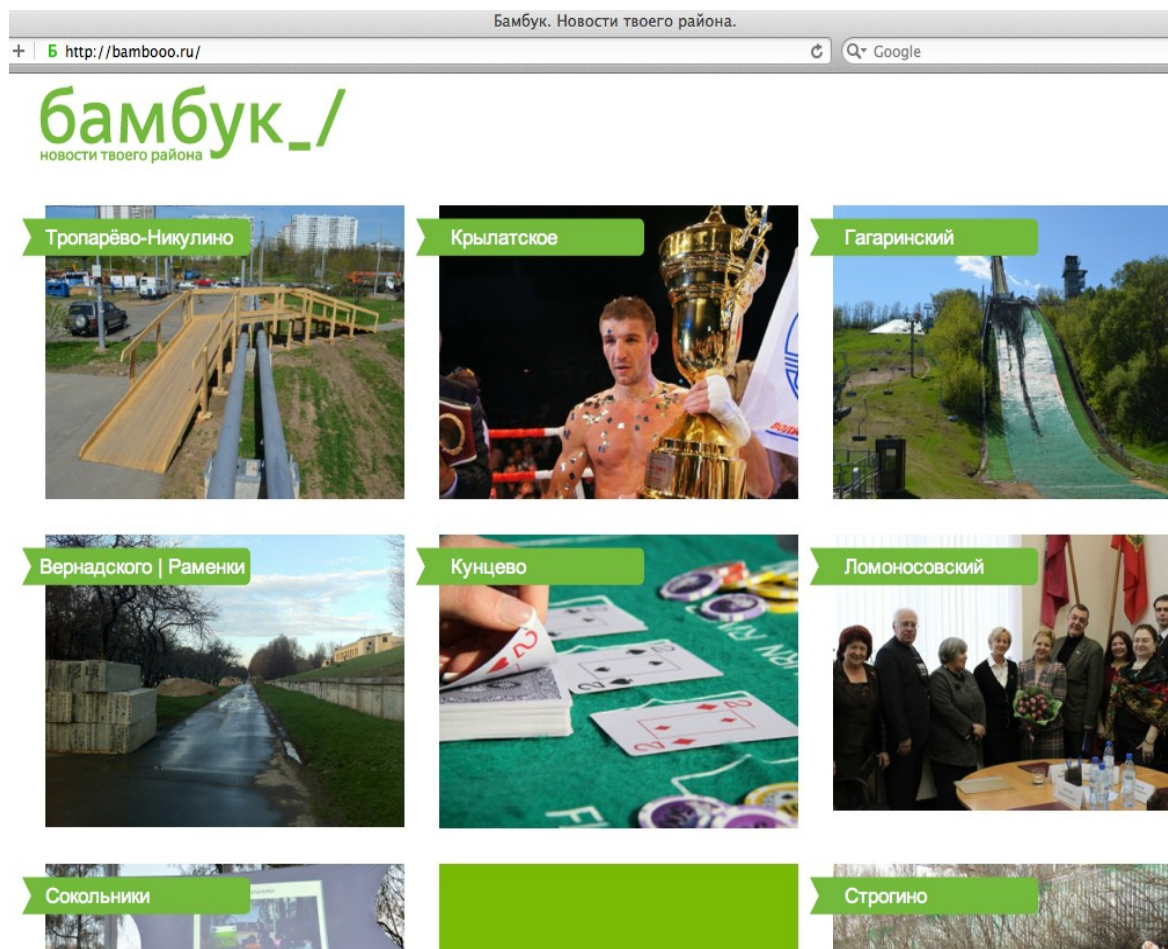 Бамбук. Новости твоего района.
+ Б http://bambooo.ru/ Google
бамбук_/
новости твоего района
Тропарёво-Никулино Крылатское Гагаринский
Вернадского | Раменки Кунцево Ломоносовский
Сокольники Строгино